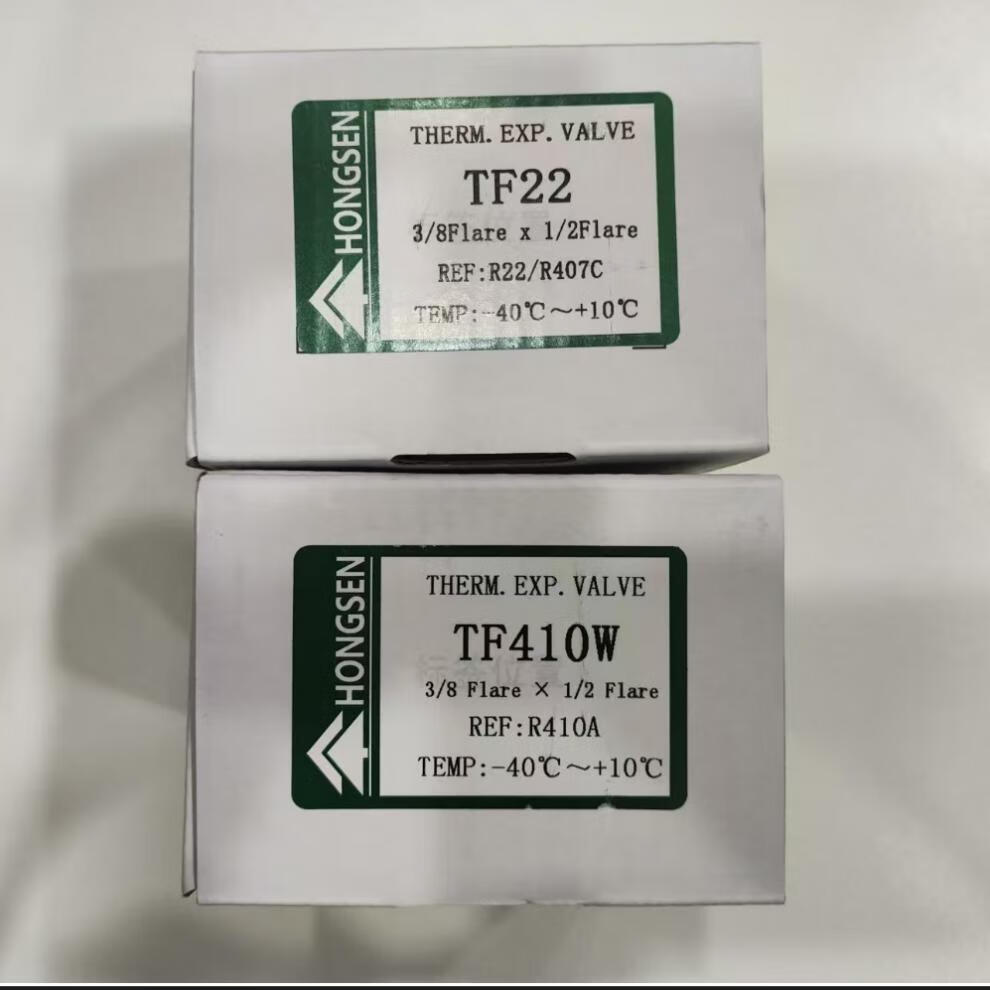 HONGSEN
THERM. EXP. VALVE
TF22
3/8Flare x 1/2Flare
REF:R22/R407C
TEMP:-40℃～+10℃
HONGSEN
THERM. EXP. VALVE
TF410W
3/8 Flare × 1/2 Flare
REF:R410A
TEMP:-40℃～+10℃